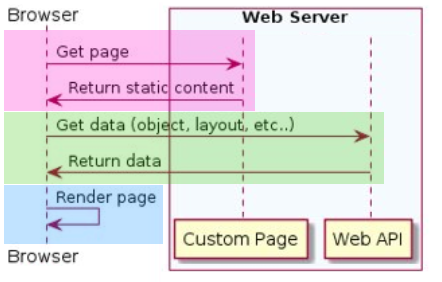 Browser
Web Server
Get page
Return static content
Get data (object, layout, etc..)
Return data
Render page
Custom Page
Web API
Browser